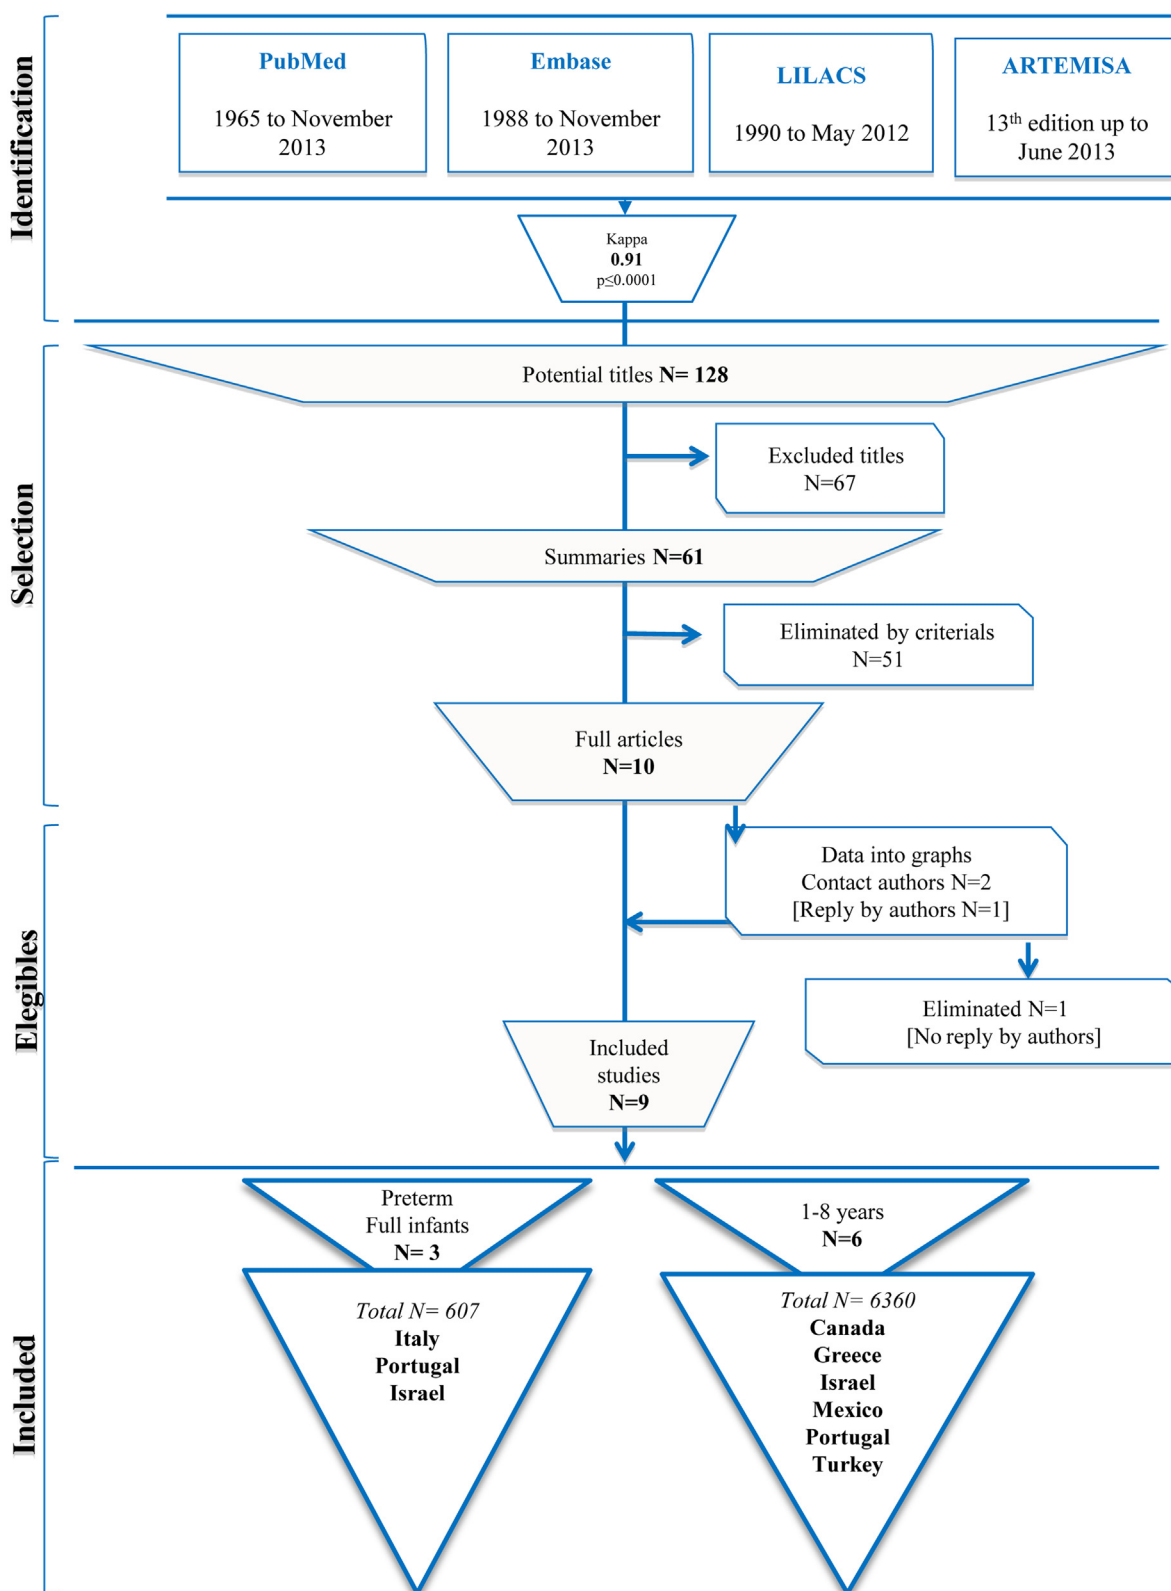 Identification
PubMed
1965 to November
2013
Embase
1988 to November
2013
LILACS
1990 to May 2012
ARTEMISA
13th edition up to
June 2013
Kappa
0.91
p≤0.0001
Selection
Potential titles N= 128
Excluded titles
N=67
Summaries N=61
Eliminated by criterials
N=51
Full articles
N=10
Elegibles
Data into graphs
Contact authors N=2
[Reply by authors N=1]
Eliminated N=1
[No reply by authors]
Included
studies
N=9
Included
Preterm
Full infants
N= 3
Total N= 607
Italy
Portugal
Israel
1-8 years
N=6
Total N= 6360
Canada
Greece
Israel
Mexico
Portugal
Turkey